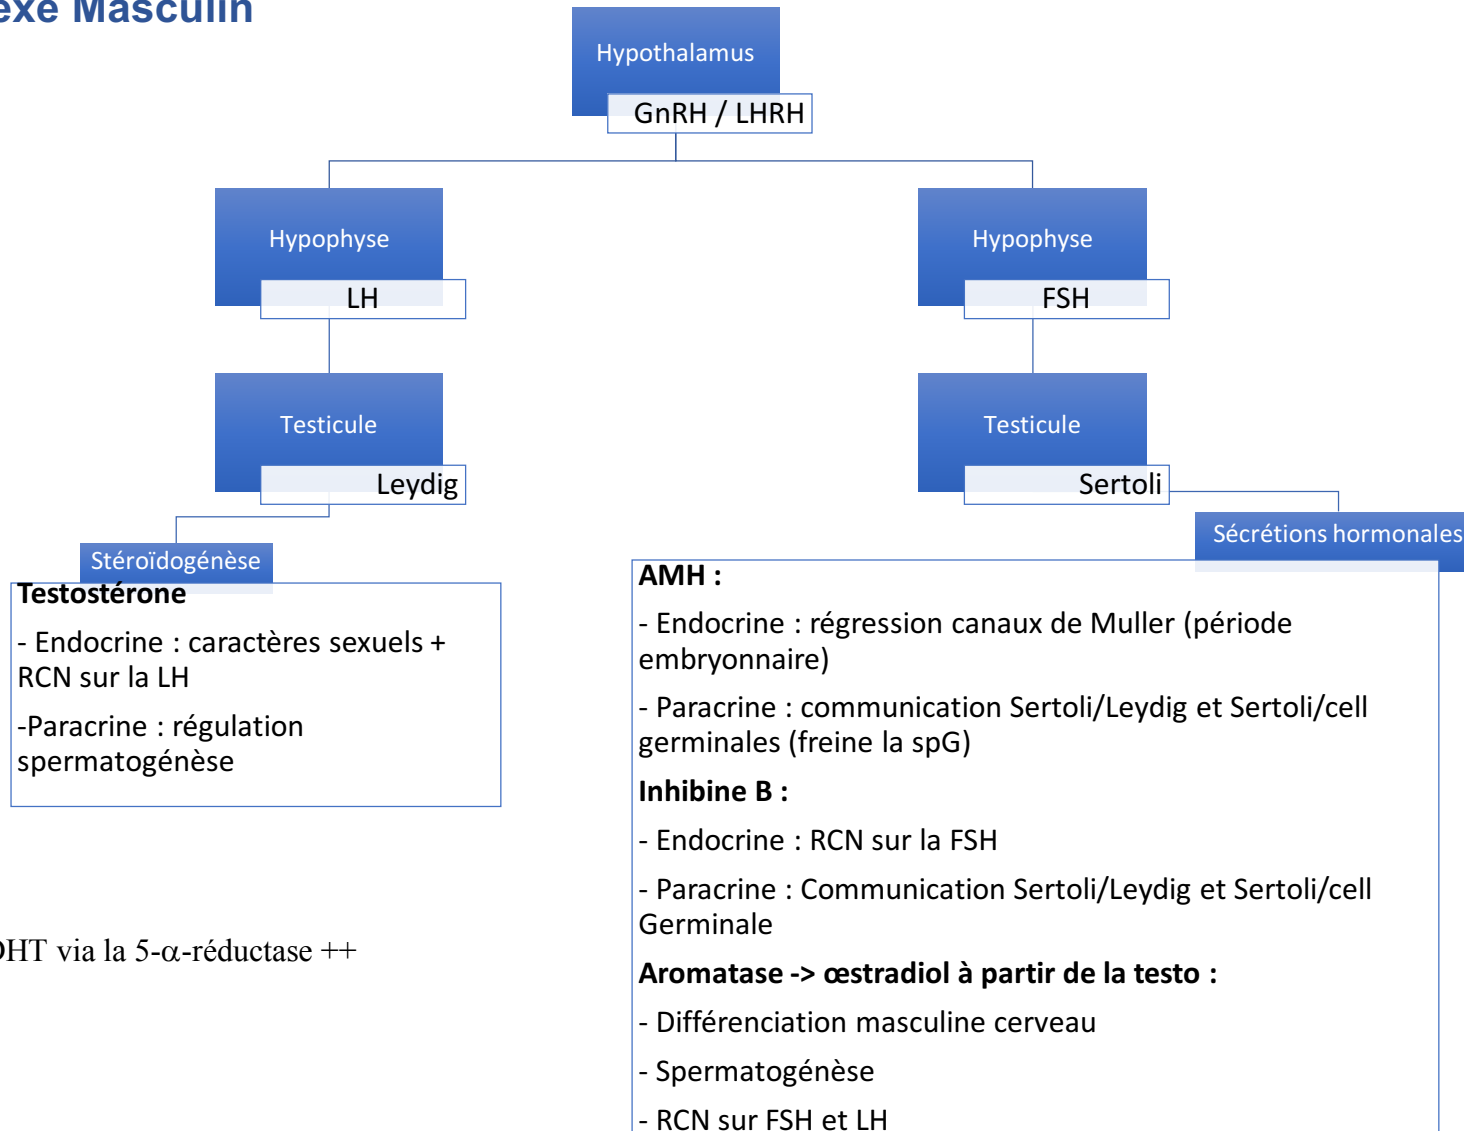 exe Masculin
Hypothalamus
GnRH / LHRH
Hypophyse
LH
Hypophyse
FSH
Testicule
Leydig
Testicule
Sertoli
Stéroïdogénèse
Testostérone
- Endocrine : caractères sexuels +
RCN sur la LH
-Paracrine : régulation
spermatogénèse
Sécrétions hormonales
AMH :
- Endocrine : régression canaux de Muller (période
embryonnaire)
- Paracrine : communication Sertoli/Leydig et Sertoli/cell
germinales (freine la spG)
Inhibine B :
- Endocrine : RCN sur la FSH
- Paracrine : Communication Sertoli/Leydig et Sertoli/cell
Germinale
Aromatase -> œstradiol à partir de la testo :
- Différenciation masculine cerveau
- Spermatogénèse
- RCN sur FSH et LH
DHT via la 5-α-réductase ++